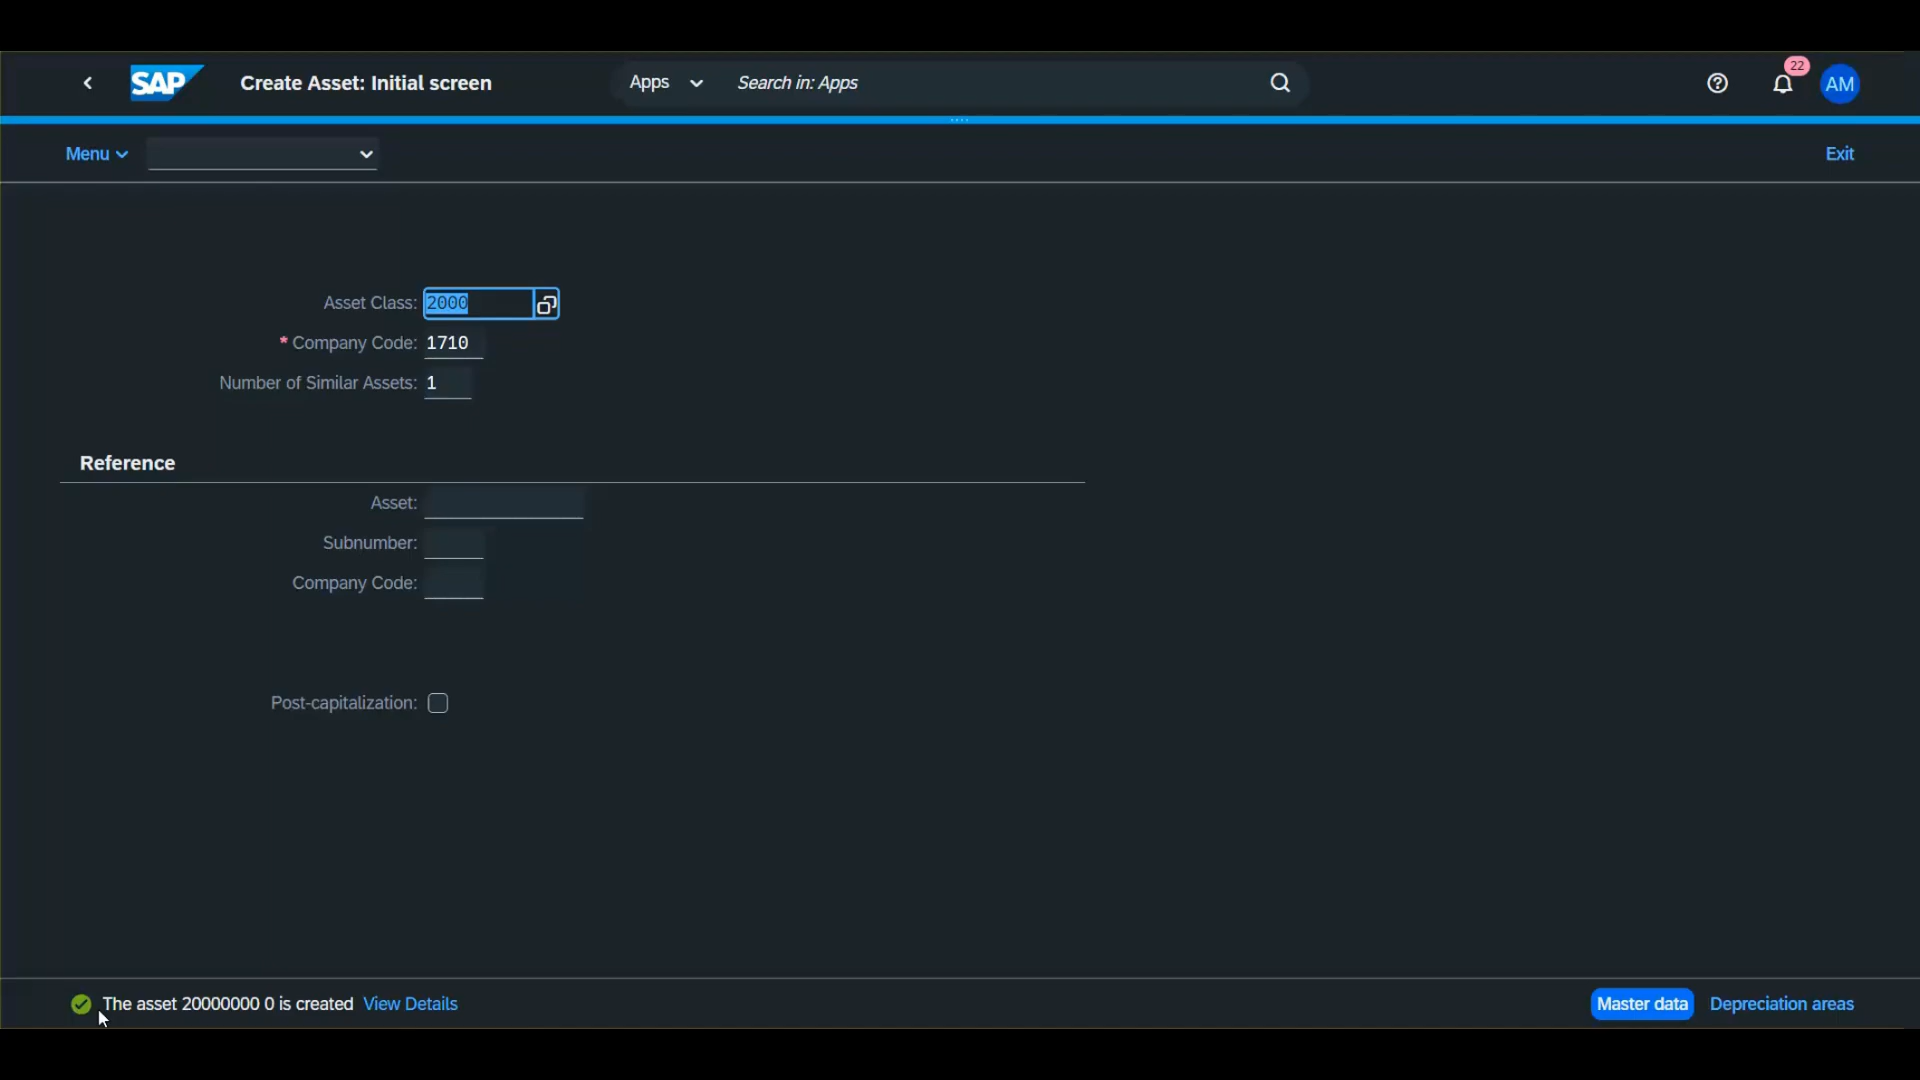 SAP Create Asset: Initial screen Apps Search in: Apps 22 AM
Menu Exit
Asset Class: 2000
* Company Code: 1710
Number of Similar Assets: 1
Reference
Asset:
Subnumber:
Company Code:
Post-capitalization:
The asset 20000000 0 is created View Details Master data Depreciation areas